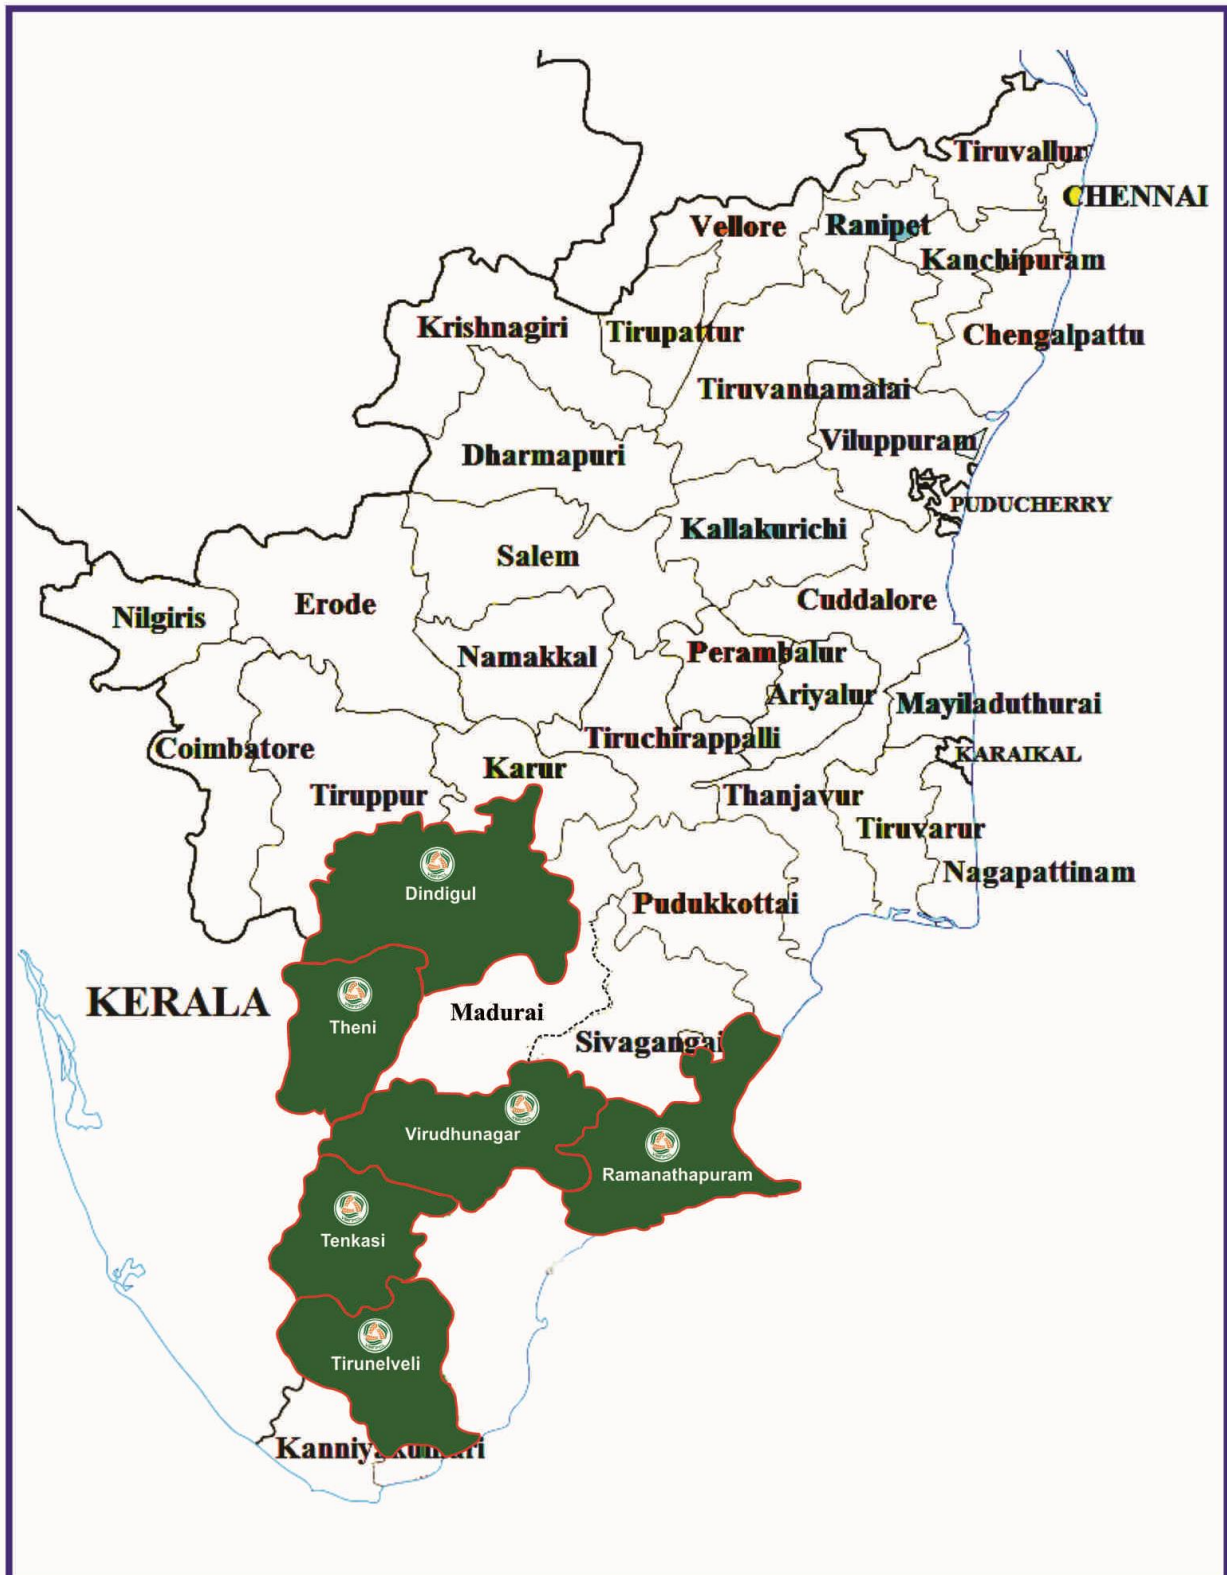 Tiruvallur
CHENNAI
Vellore
Ranipet
Kanchipuram
Krishnagiri
Tirupattur
Chengalpattu
Tiruvannamalai
Viluppuram
Dharmapuri
PUDUCHERRY
Kallakurichi
Salem
Cuddalore
Erode
Nilgiris
Perambalur
Namakkal
Ariyalur
Mayiladuthurai
Tiruchirappalli
Coimbatore
KARAIKAL
Karur
Tiruppur
Thanjavur
Tiruvarur
Nagapattinam
Dindigul
Pudukkottai
KERALA
Madurai
Theni
Sivagangai
Virudhunagar
Ramanathapuram
Tenkasi
Tirunelveli
Kanniyakumari